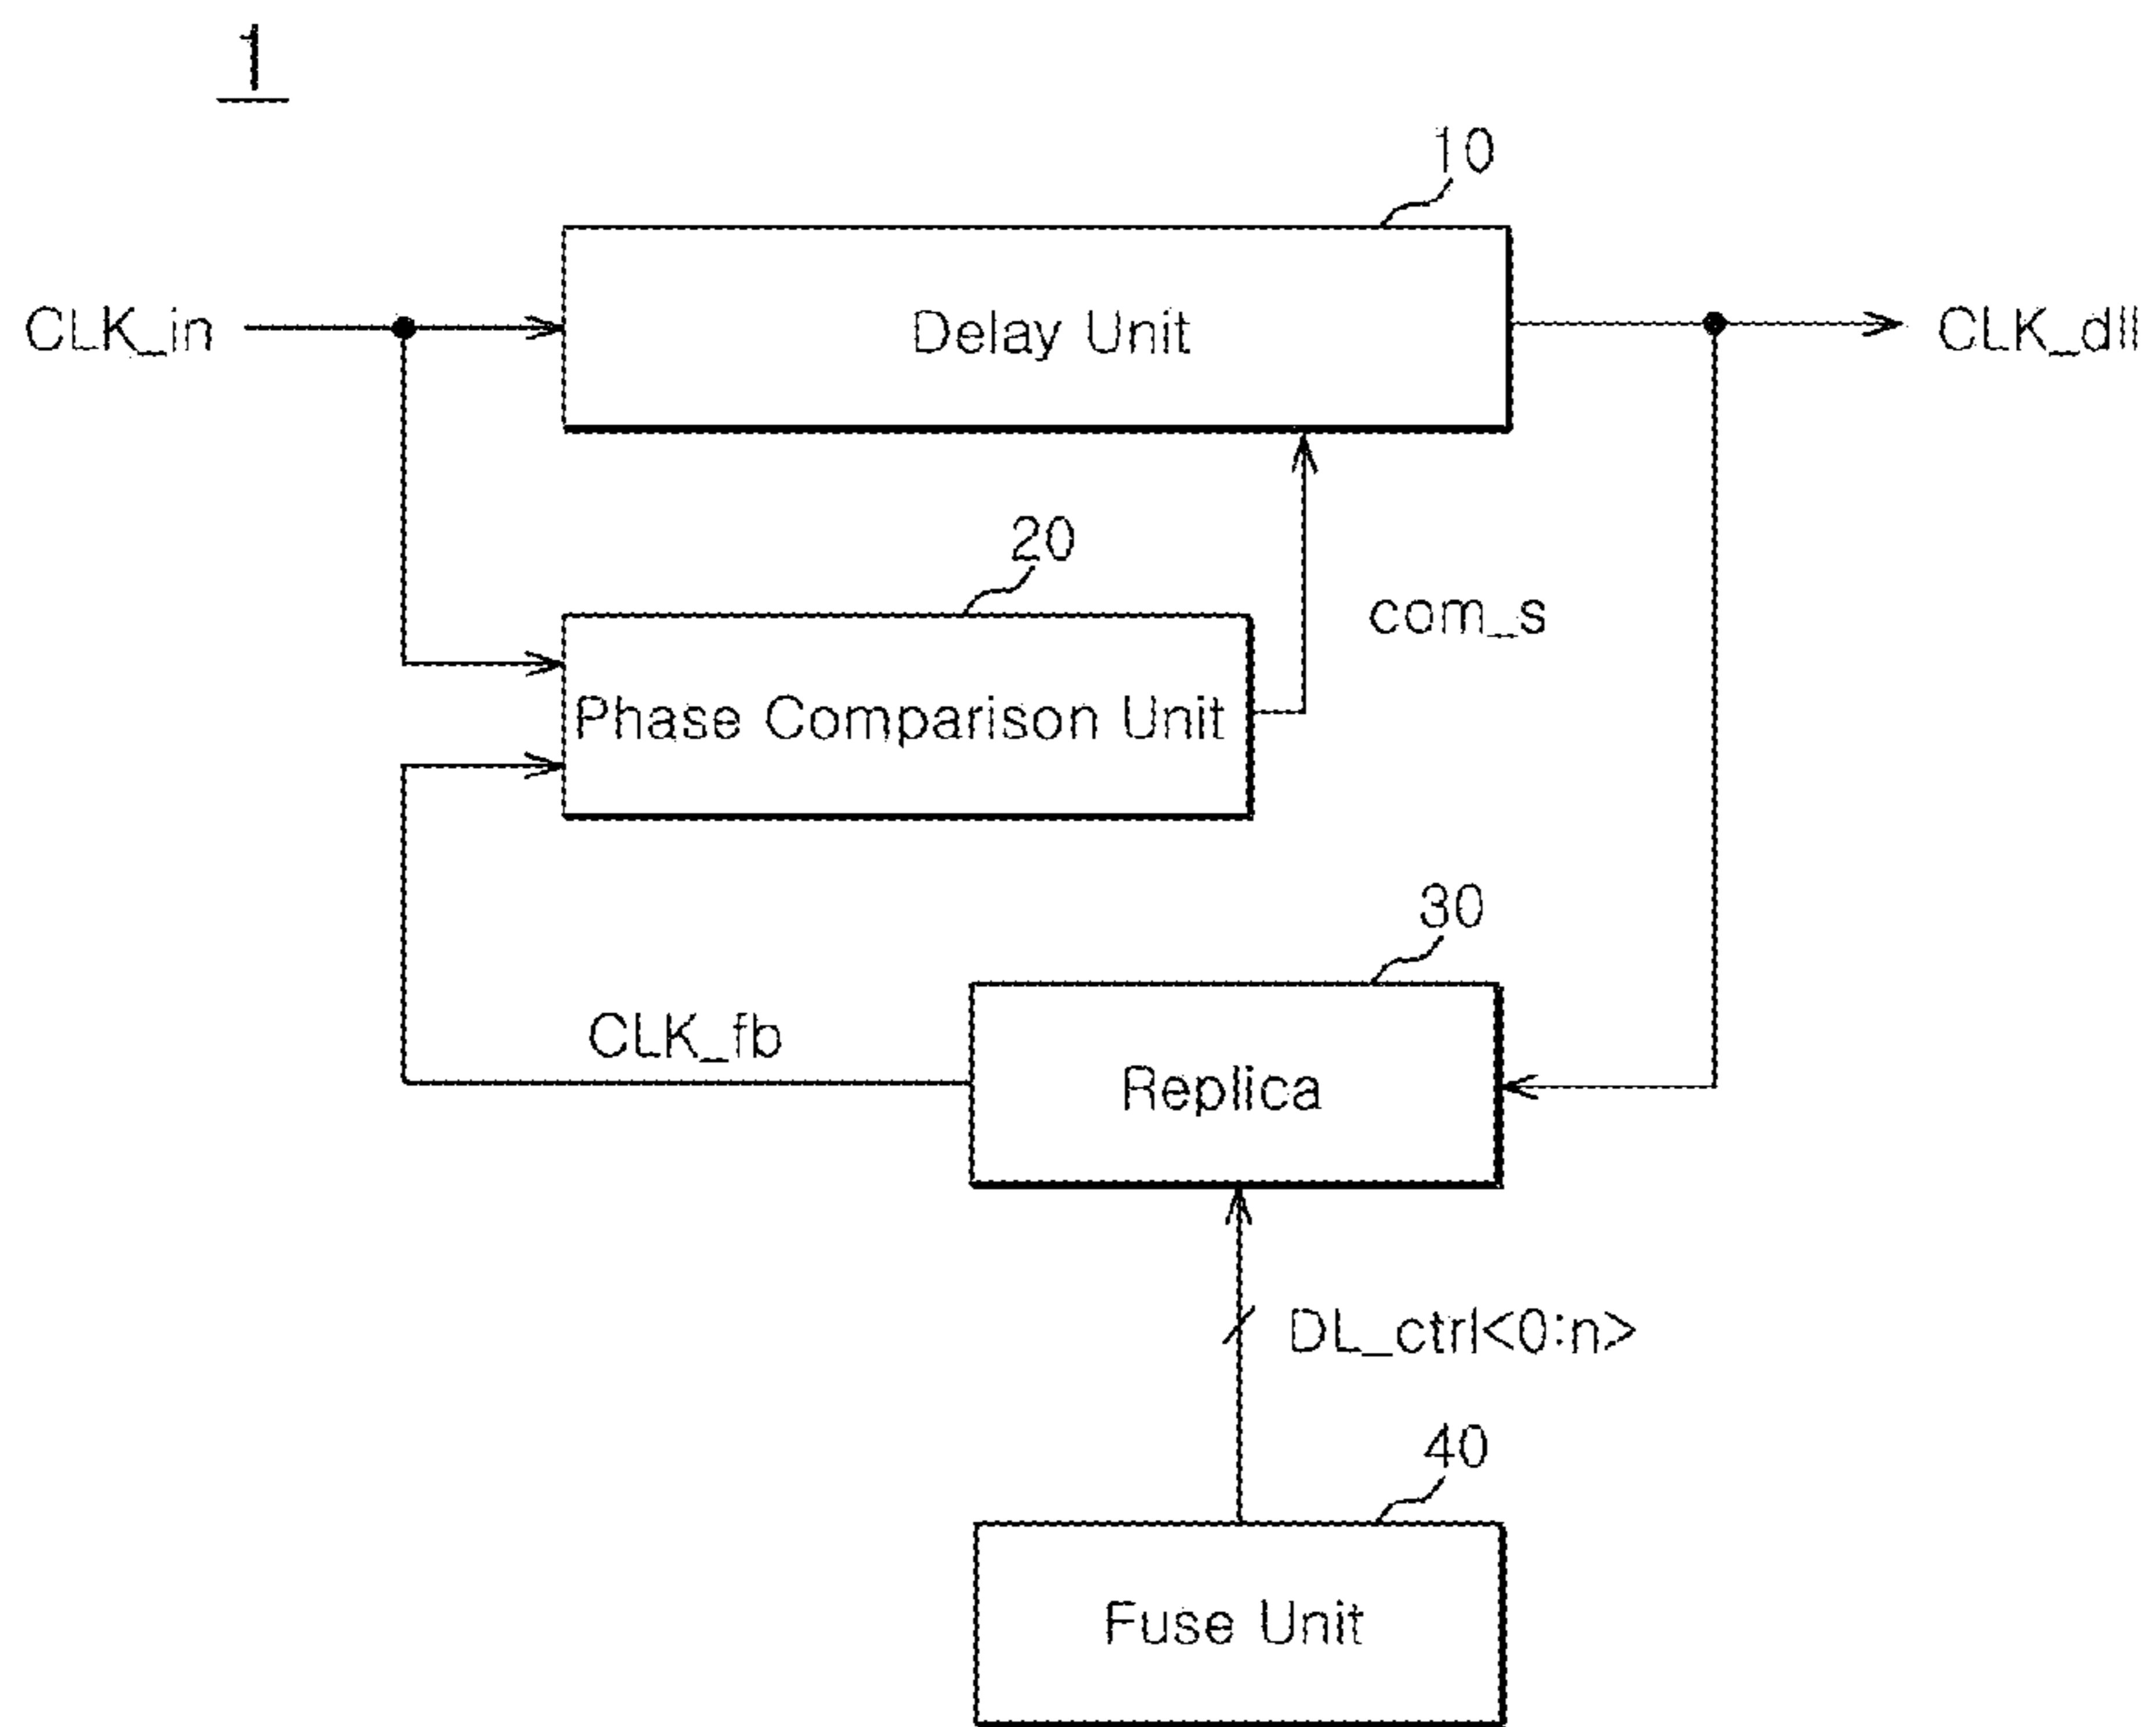 1
10
CLK_in
Delay Unit
CLK_dll
20
com_s
Phase Comparison Unit
30
CLK_fb
Replica
DL_ctrl<0:n>
40
Fuse Unit